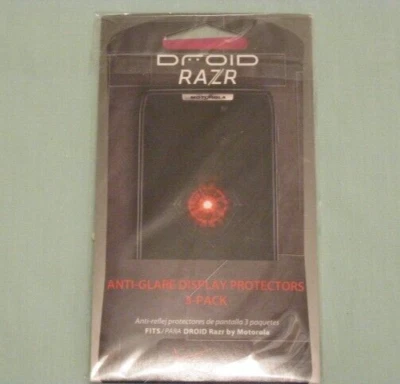 DROID
RAZR
ANTI-GLARE DISPLAY PROTECTORS
3-PACK
Anti-reflej protectores de pantalla 3 paquetes
FITS/PARA DROID Razr by Motorola